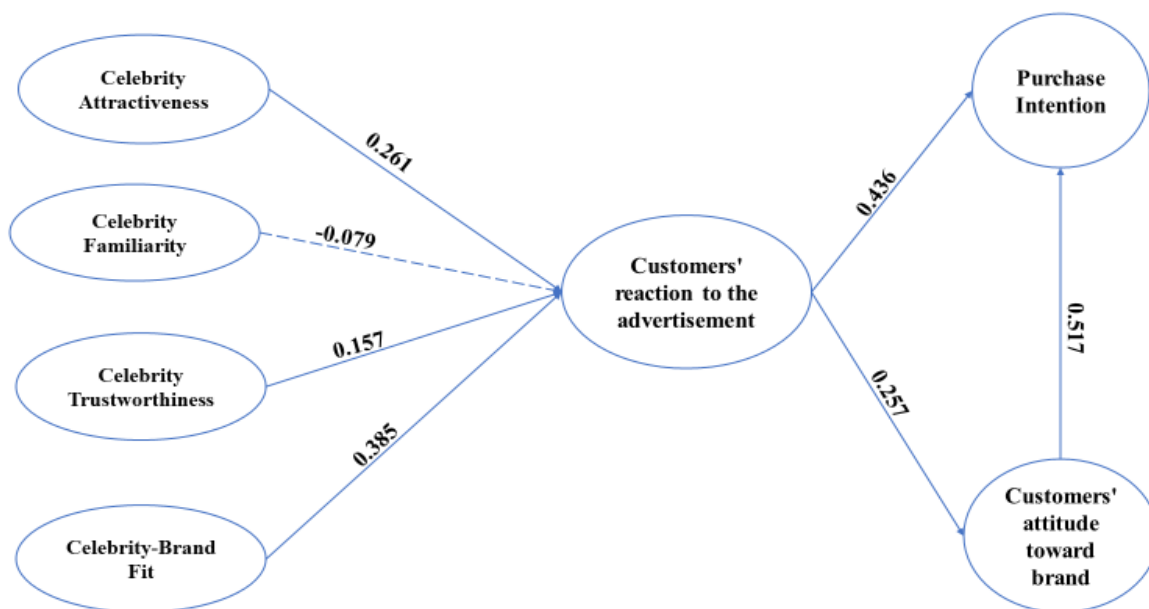 Celebrity
Attractiveness
0.261
Celebrity
Familiarity
-0.079
Celebrity
Trustworthiness
0.157
Celebrity-Brand
Fit
0.385
Customers'
reaction to the
advertisement
0.436
0.257
Purchase
Intention
0.517
Customers'
attitude
toward
brand